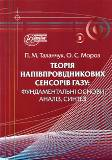 П. М. Таланчук, О. С. Мороз
ТЕОРІЯ
НАПІВПРОВІДНИКОВИХ
СЕНСОРІВ ГАЗУ:
ФУНДАМЕНТАЛЬНІ ОСНОВИ
АНАЛІЗ, СИНТЕЗ